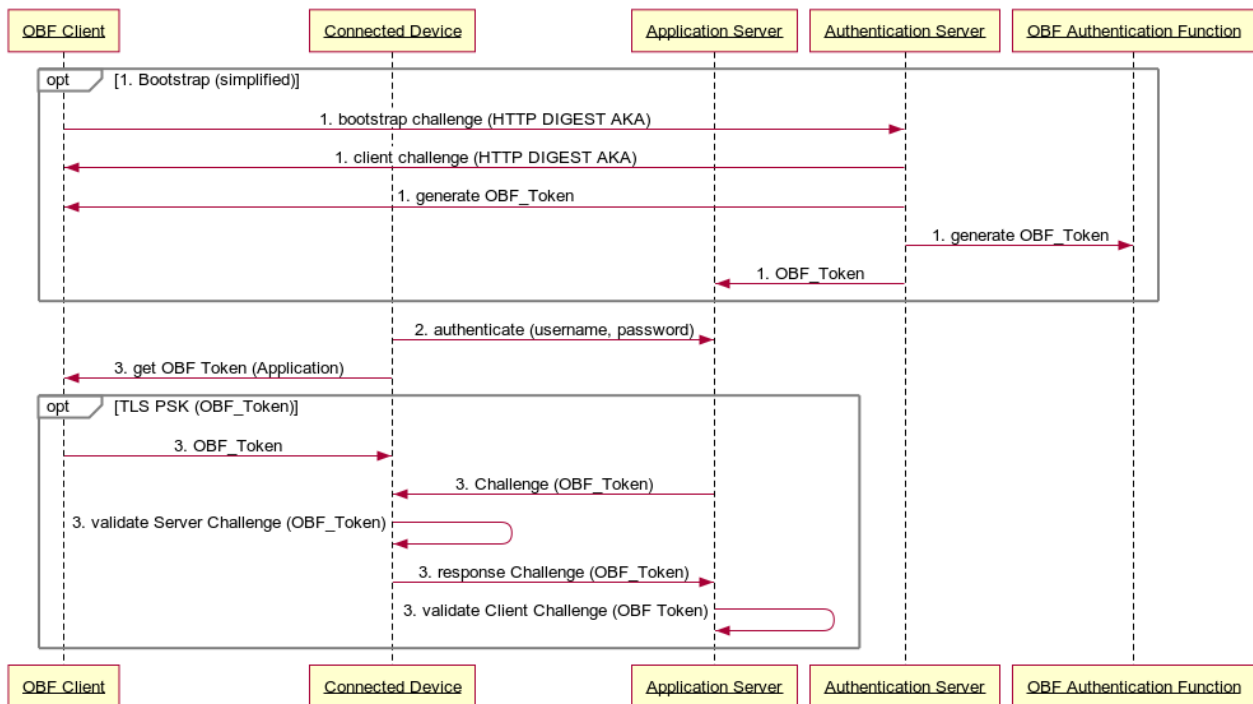 OBF Client Connected Device Application Server Authentication Server OBF Authentication Function
opt [1. Bootstrap (simplified)]
1. bootstrap challenge (HTTP DIGEST AKA)
1. client challenge (HTTP DIGEST AKA)
1. generate OBF_Token
1. generate OBF_Token
1. OBF_Token
2. authenticate (username, password)
3. get OBF Token (Application)
opt [TLS PSK (OBF_Token)]
3. OBF_Token
3. Challenge (OBF_Token)
3. validate Server Challenge (OBF_Token)
3. response Challenge (OBF_Token)
3. validate Client Challenge (OBF Token)
OBF Client Connected Device Application Server Authentication Server OBF Authentication Function